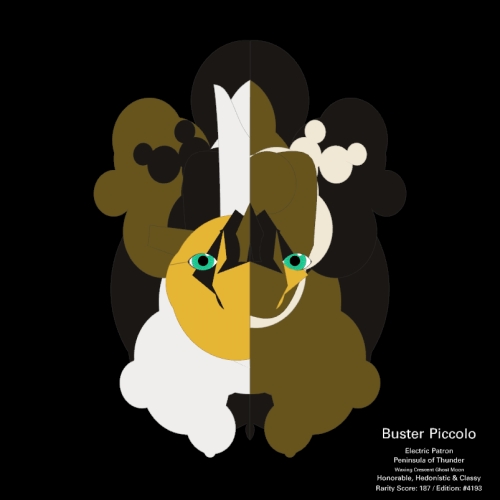 Buster Piccolo
Electric Patron
Peninsula of Thunder
Waxing Crescent Ghost Moon
Honorable, Hedonistic & Classy
Rarity Score: 187 / Edition: #4193